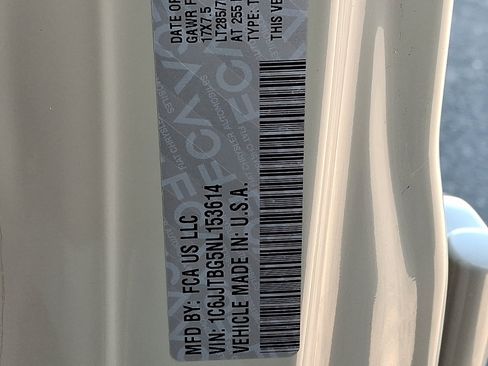 DATE OF
GAWR F
17X7.5
LT285/7
AT 255
TYPE: T
THIS VE
MFD BY: FCA US LLC
VIN: 1C6JJTBG5NL153614
VEHICLE MADE IN: U.S.A.